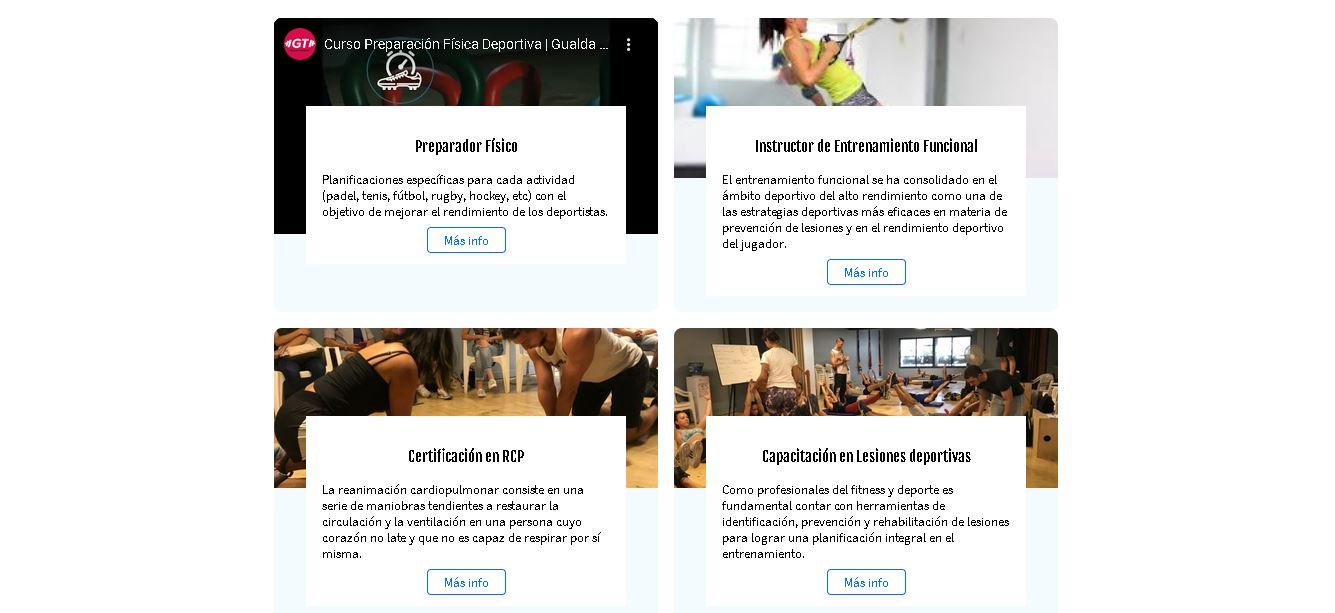 GT
Curso Preparación Física Deportiva | Gualda ...
Preparador Físico
Planificaciones específicas para cada actividad
(padel, tenis, fútbol, rugby, hockey, etc) con el
objetivo de mejorar el rendimiento de los deportistas.
Más info
Instructor de Entrenamiento Funcional
El entrenamiento funcional se ha consolidado en el
ámbito deportivo del alto rendimiento como una de
las estrategias deportivas más eficaces en materia de
prevención de lesiones y en el rendimiento deportivo
del jugador.
Más info
Certificación en RCP
La reanimación cardiopulmonar consiste en una
serie de maniobras tendientes a restaurar la
circulación y la ventilación en una persona cuyo
corazón no late y que no es capaz de respirar por sí
misma.
Más info
Capacitación en Lesiones deportivas
Como profesionales del fitness y deporte es
fundamental contar con herramientas de
identificación, prevención y rehabilitación de lesiones
para lograr una planificación integral en el
entrenamiento.
Más info